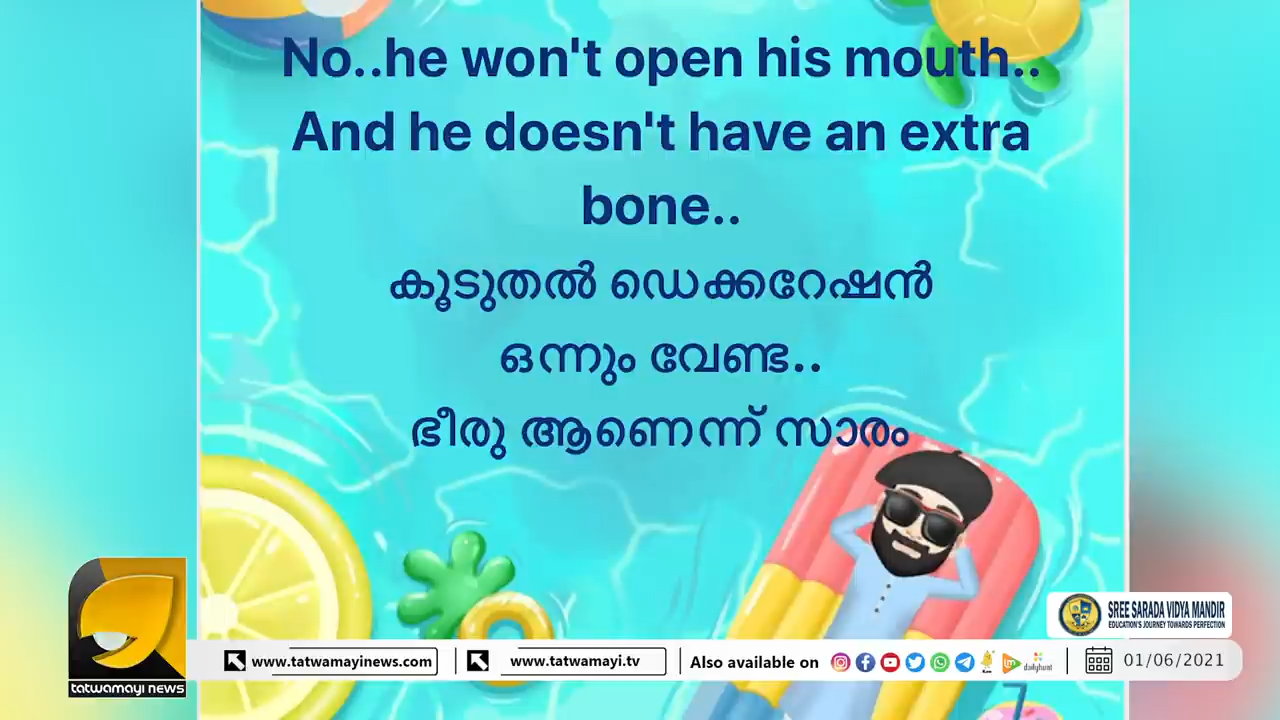 No..he won't open his mouth..
And he doesn't have an extra
bone..
കൂടുതൽ ഡെക്കറേഷൻ
ഒന്നും വേണ്ട..
ഭീരു ആണെന്ന് സാരം
SREE SARADA VIDYA MANDIR
EDUCATION'S JOURNEY TOWARDS PERFECTION
www.tatwamayinews.com
www.tatwamayi.tv
Also available on
dailyhunt
01/06/2021
tatwamayi news